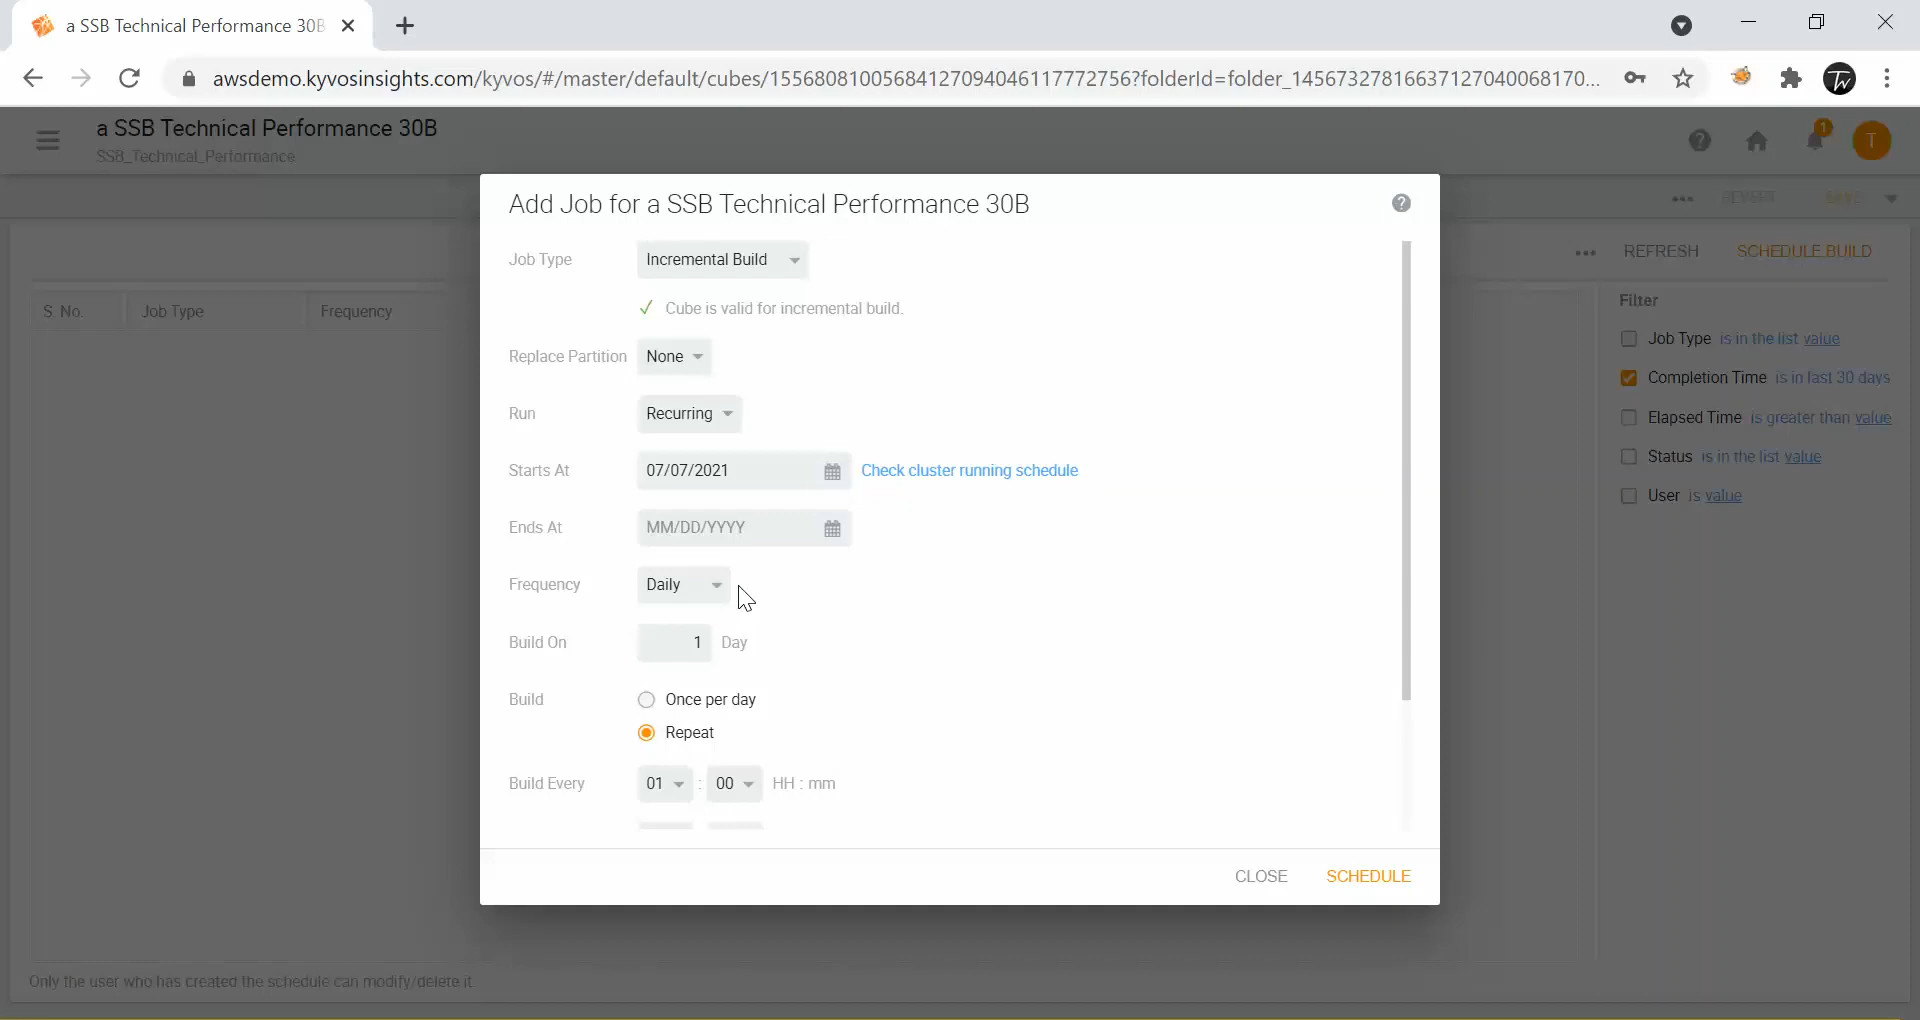 a SSB Technical Performance 30B
awsdemo.kyvosinsights.com/kyvos/#/master/default/cubes/155680810056841270940461177727​56?folderId=folder_14567327816637127040068170...
Tw
a SSB Technical Performance 30B
SSB_Technical_Performance
1
T
REVERT SAVE
REFRESH SCHEDULE BUILD
S. No. Job Type Frequency
Add Job for a SSB Technical Performance 30B
Job Type Incremental Build
✓ Cube is valid for incremental build.
Replace Partition None
Run Recurring
Starts At 07/07/2021 Check cluster running schedule
Ends At MM/DD/YYYY
Frequency Daily
Build On 1 Day
Build Once per day
Repeat
Build Every 01 : 00 HH : mm
CLOSE SCHEDULE
Filter
Job Type is in the list value
Completion Time is in last 30 days
Elapsed Time is greater than value
Status is in the list value
User is value
Only the user who has created the schedule can modify/delete it.